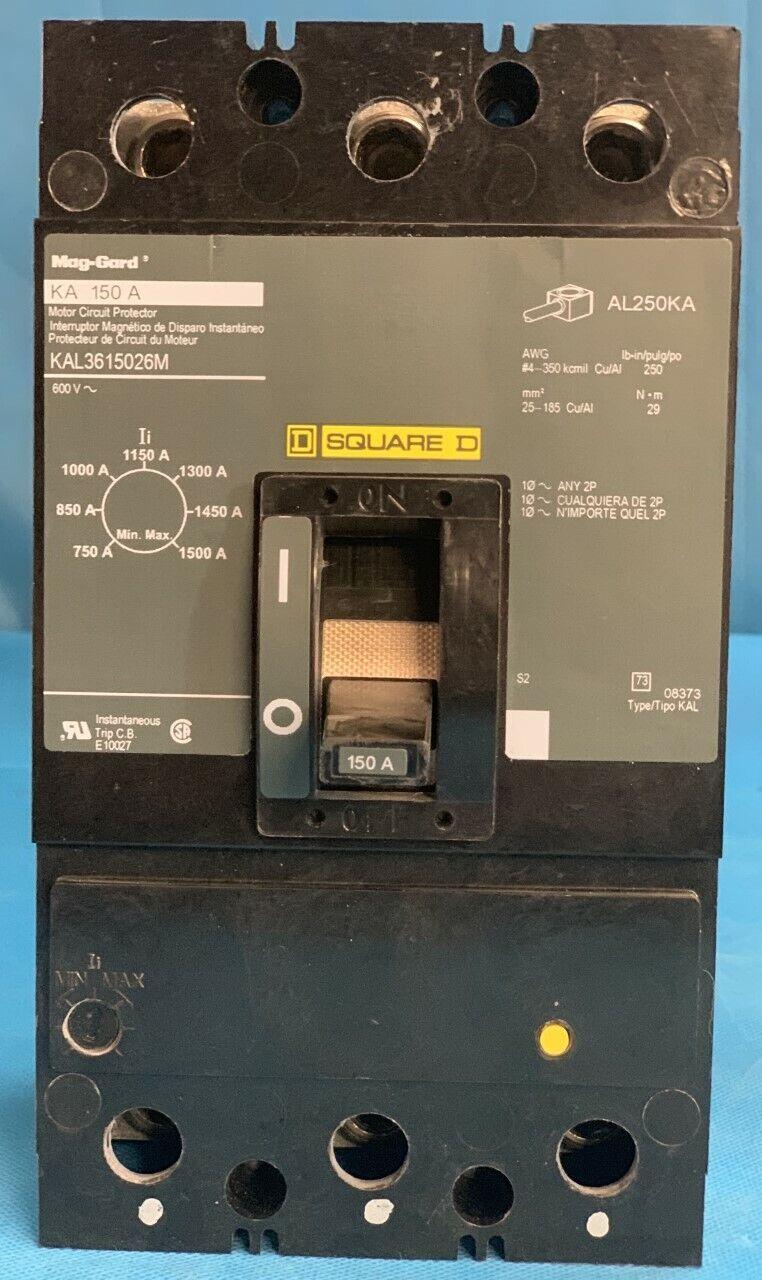 Mag-Gard ®
KA 150 A
Motor Circuit Protector
Interruptor Magnético de Disparo Instantáneo
Protecteur de Circuit du Moteur
KAL3615026M
600 V ~
Ii
1150 A
1000 A 1300 A
850 A 1450 A
Min. Max.
750 A 1500 A
AL250KA
AWG lb-in/pulg/po
#4–350 kcmil Cu/Al 250
mm² N • m
25–185 Cu/Al 29
SQUARE D
1Ø ~ ANY 2P
1Ø ~ CUALQUIERA DE 2P
1Ø ~ N'IMPORTE QUEL 2P
ON
I
O
150 A
OFF
S2
73
08373
Type/Tipo KAL
Instantaneous
Trip C.B.
E10027
Ii
MIN MAX